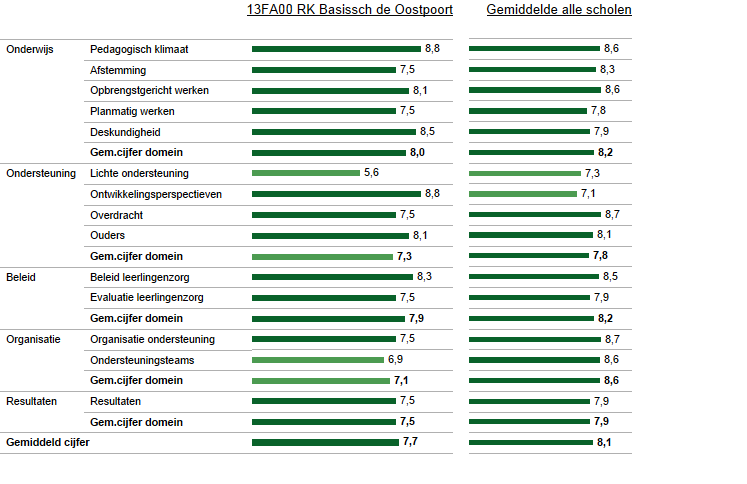 13FA00 RK Basissch de Oostpoort Gemiddelde alle scholen
Onderwijs Pedagogisch klimaat 8,8 8,6
Afstemming 7,5 8,3
Opbrengstgericht werken 8,1 8,6
Planmatig werken 7,5 7,8
Deskundigheid 8,5 7,9
Gem.cijfer domein 8,0 8,2
Ondersteuning Lichte ondersteuning 5,6 7,3
Ontwikkelingsperspectieven 8,8 7,1
Overdracht 7,5 8,7
Ouders 8,1 8,1
Gem.cijfer domein 7,3 7,8
Beleid Beleid leerlingenzorg 8,3 8,5
Evaluatie leerlingenzorg 7,5 7,9
Gem.cijfer domein 7,9 8,2
Organisatie Organisatie ondersteuning 7,5 8,7
Ondersteuningsteams 6,9 8,6
Gem.cijfer domein 7,1 8,6
Resultaten Resultaten 7,5 7,9
Gem.cijfer domein 7,5 7,9
Gemiddeld cijfer 7,7 8,1